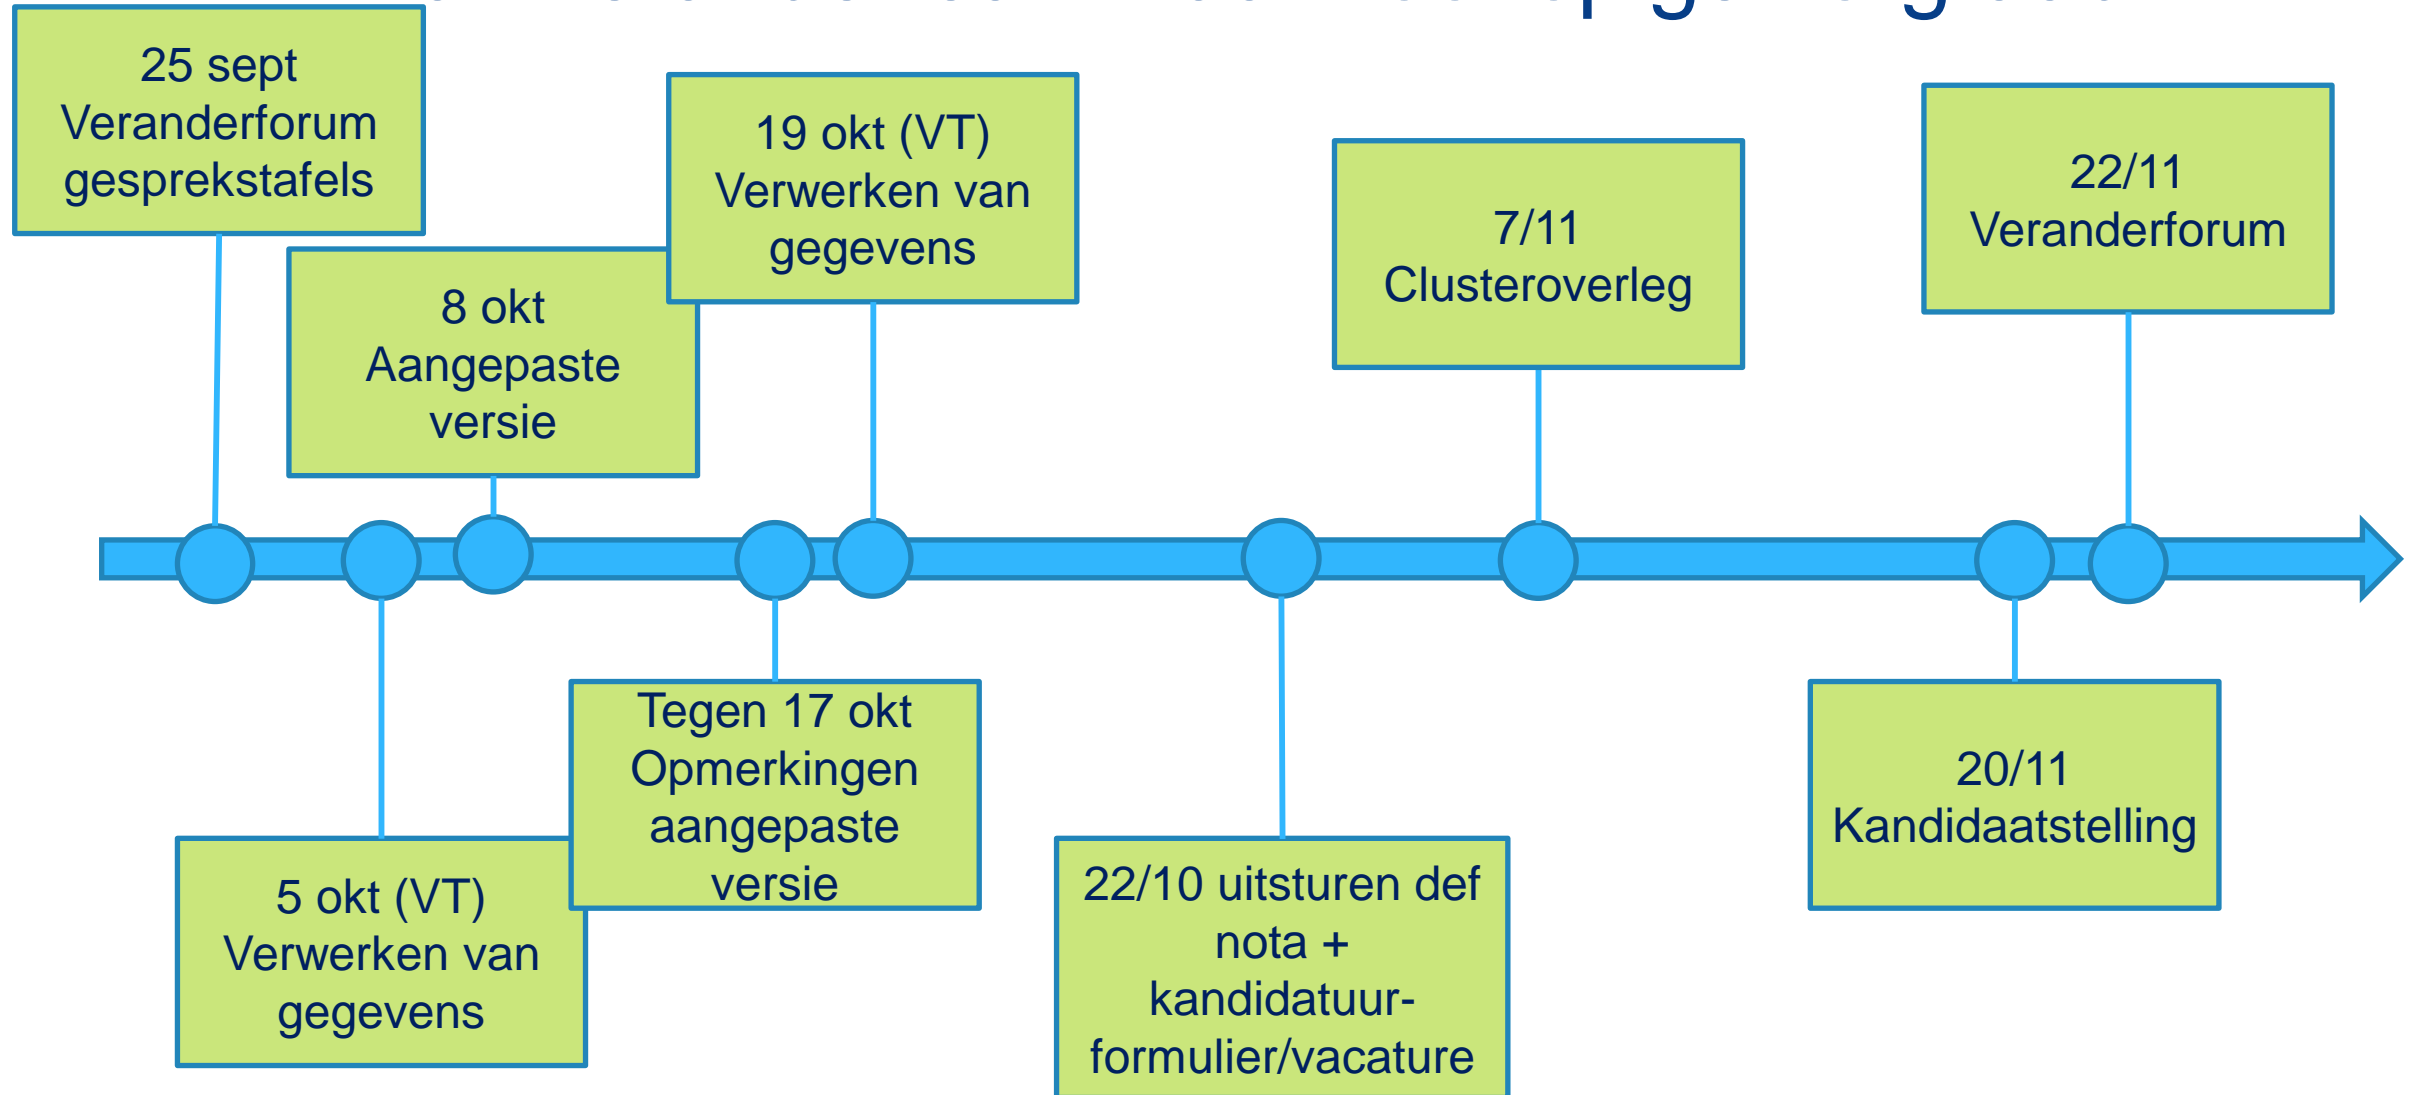 25 sept
Veranderforum
gesprekstafels
8 okt
Aangepaste
versie
19 okt (VT)
Verwerken van
gegevens
7/11
Clusteroverleg
22/11
Veranderforum
5 okt (VT)
Verwerken van
gegevens
Tegen 17 okt
Opmerkingen
aangepaste
versie
22/10 uitsturen def
nota +
kandidatuur-
formulier/vacature
20/11
Kandidaatstelling